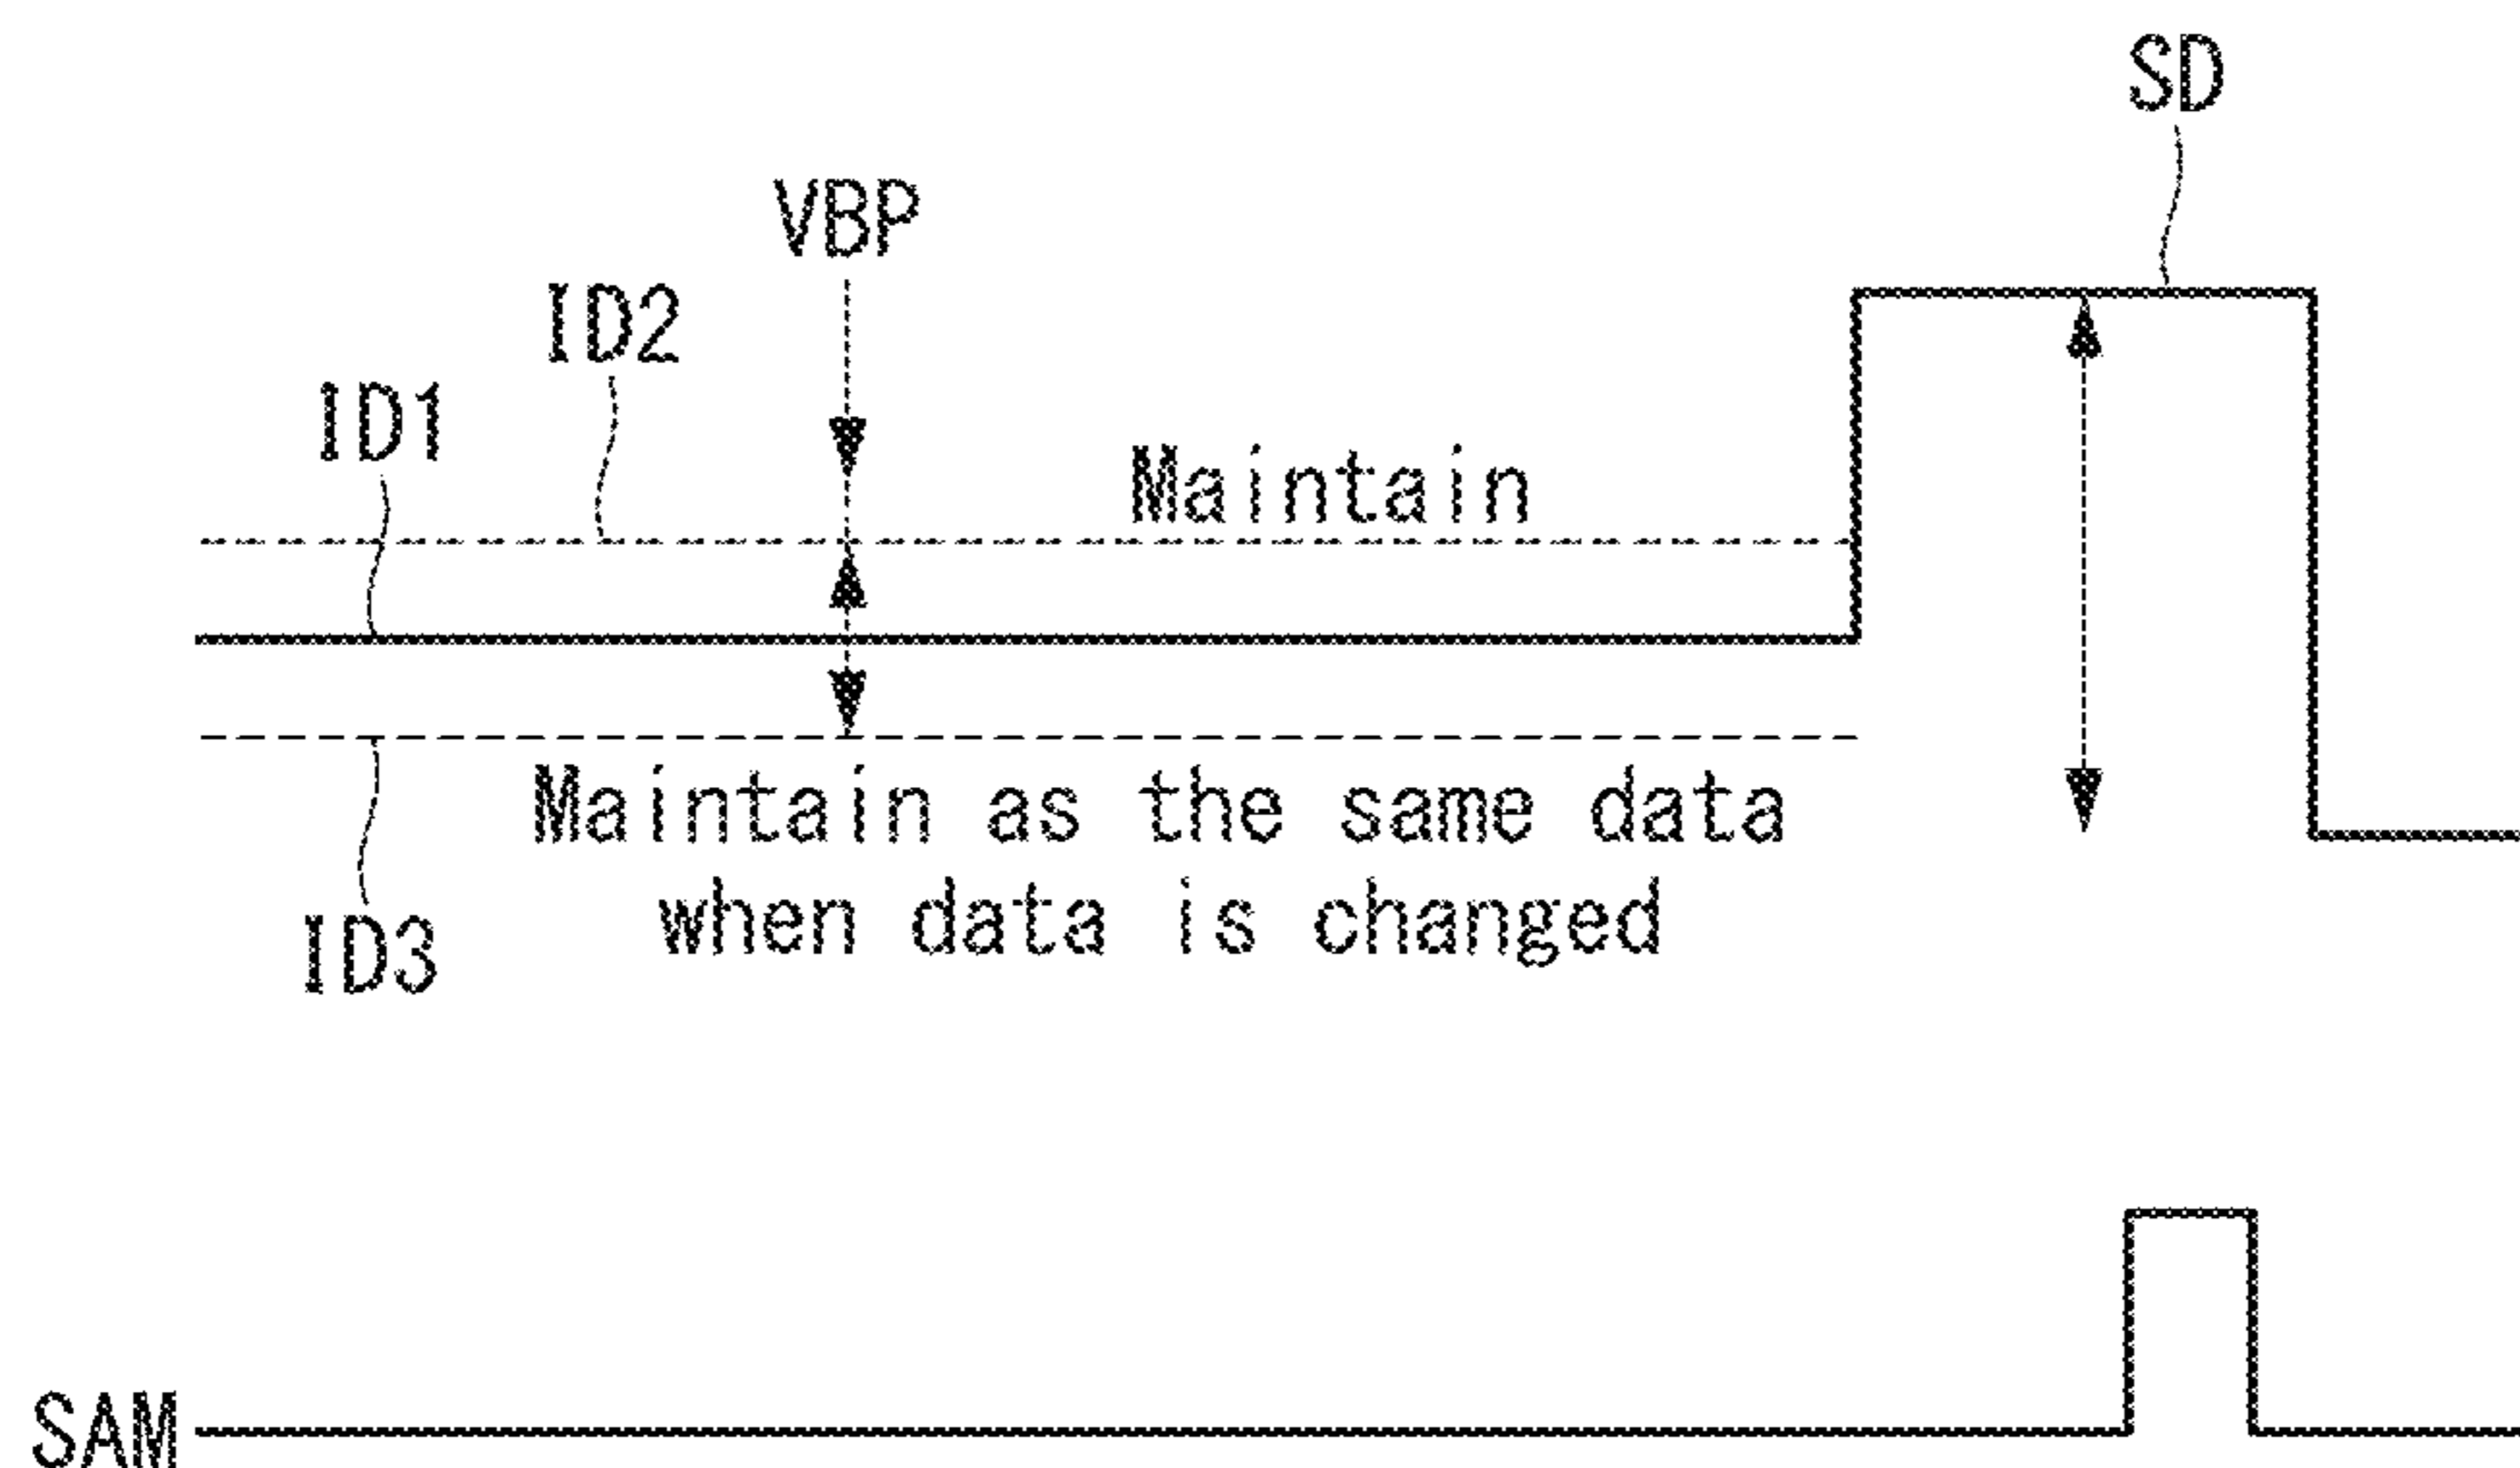 SD
VBP
ID2
ID1
Maintain
Maintain as the same data
when data is changed
ID3
SAM